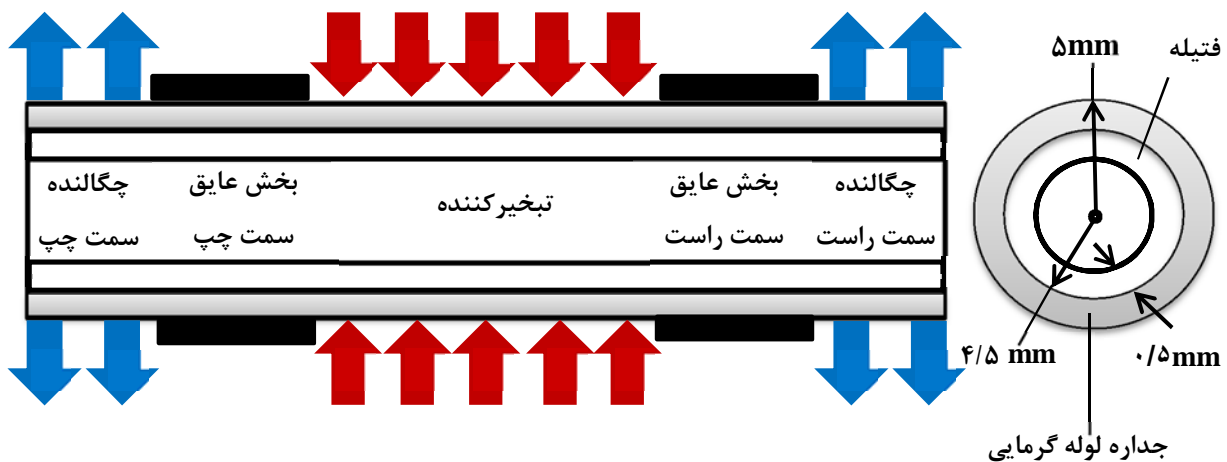 ۵mm
فتیله
چگالنده
سمت چپ
بخش عایق
سمت چپ
تبخیرکننده
بخش عایق
سمت راست
چگالنده
سمت راست
۴/۵ mm
۰/۵mm
جداره لوله گرمایی